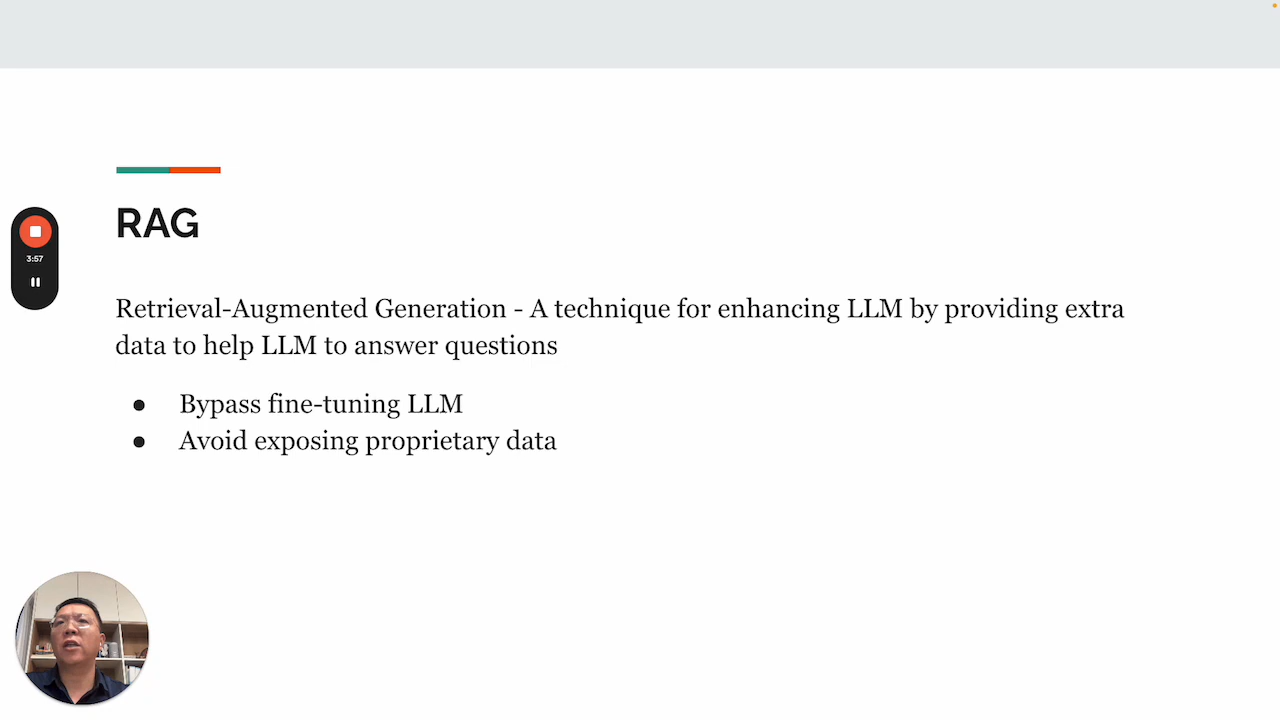 RAG
3:57
Retrieval-Augmented Generation - A technique for enhancing LLM by providing extra
data to help LLM to answer questions
● Bypass fine-tuning LLM
● Avoid exposing proprietary data